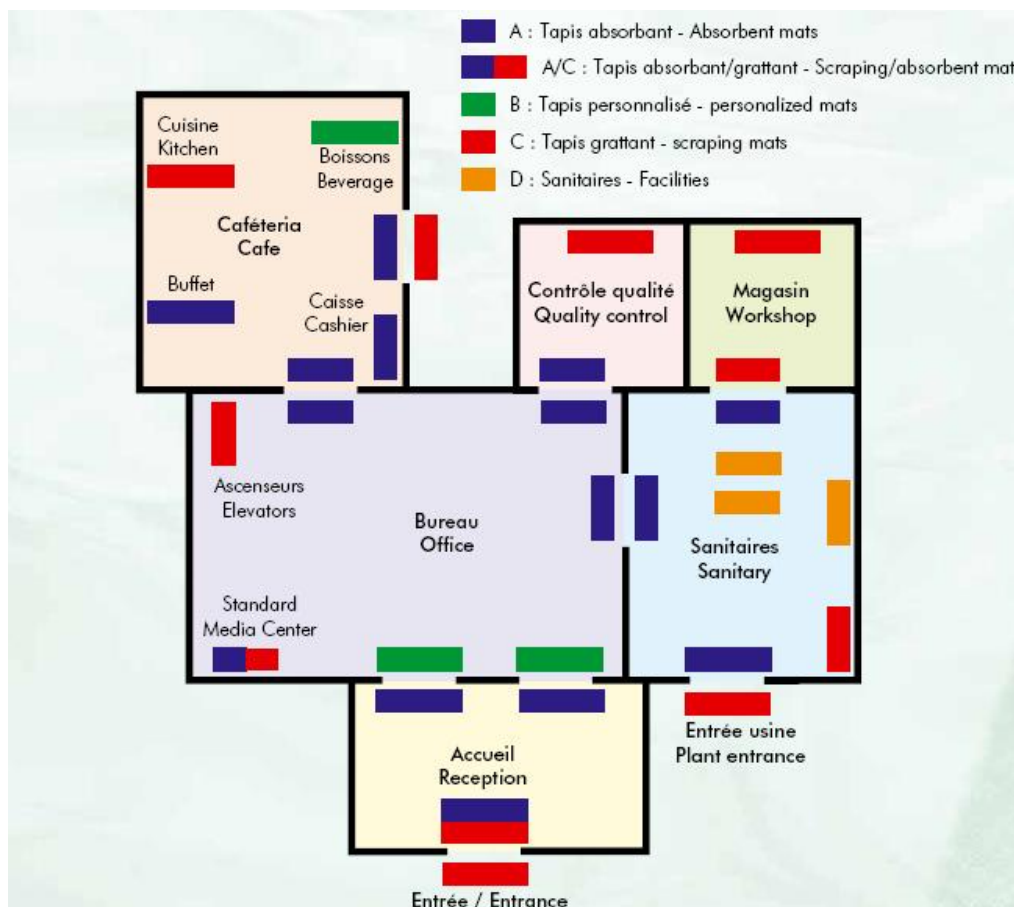 A : Tapis absorbant - Absorbent mats
A/C : Tapis absorbant/grattant - Scraping/absorbent mat
B : Tapis personnalisé - personalized mats
C : Tapis grattant - scraping mats
D : Sanitaires - Facilities
Cuisine
Kitchen
Boissons
Beverage
Caféteria
Cafe
Buffet
Caisse
Cashier
Contrôle qualité
Quality control
Magasin
Workshop
Ascenseurs
Elevators
Bureau
Office
Sanitaires
Sanitary
Standard
Media Center
Entrée usine
Plant entrance
Accueil
Reception
Entrée / Entrance